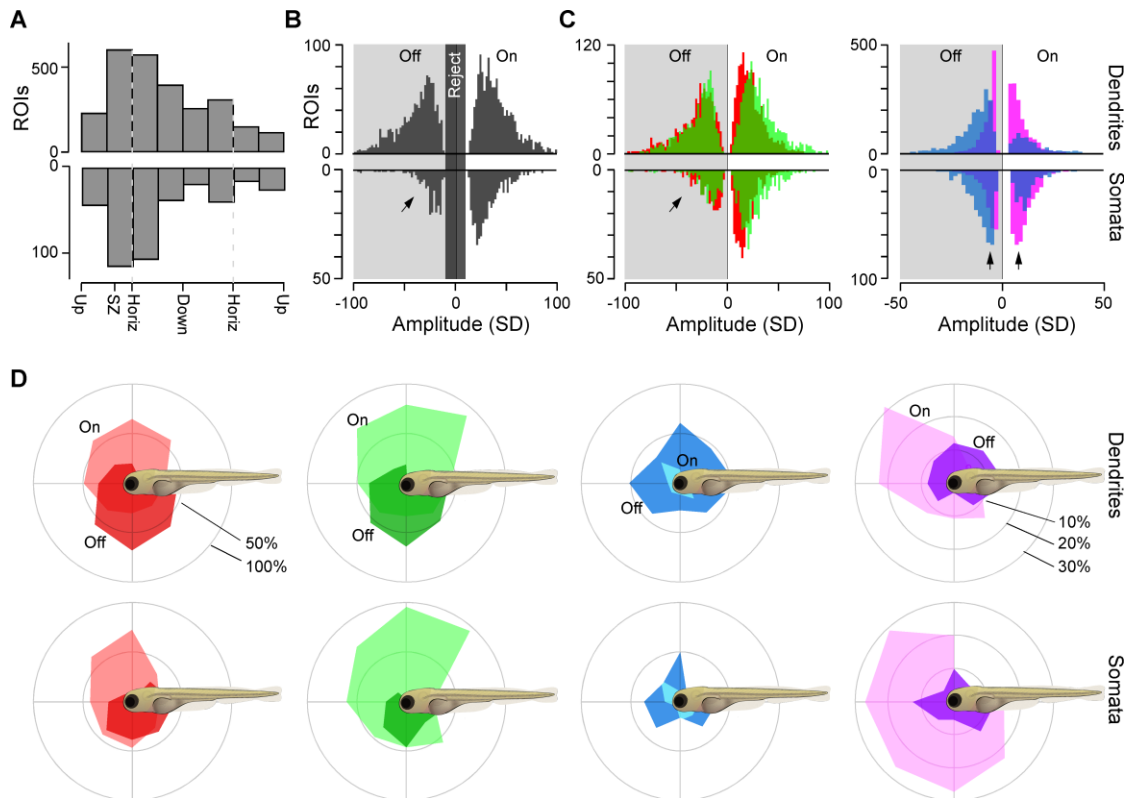 A
ROIs
500
0
0
100
Up
SZ
Horiz
Down
Horiz
Up
B
ROIs
100
0
0
50
Off
Reject
On
-100
0
100
Amplitude (SD)
C
120
0
0
50
Off
On
-100
0
100
Amplitude (SD)
500
0
0
100
Off
On
-50
0
50
Amplitude (SD)
Dendrites
Somata
D
On
Off
50%
100%
On
Off
On
Off
On
Off
10%
20%
30%
Dendrites
Somata